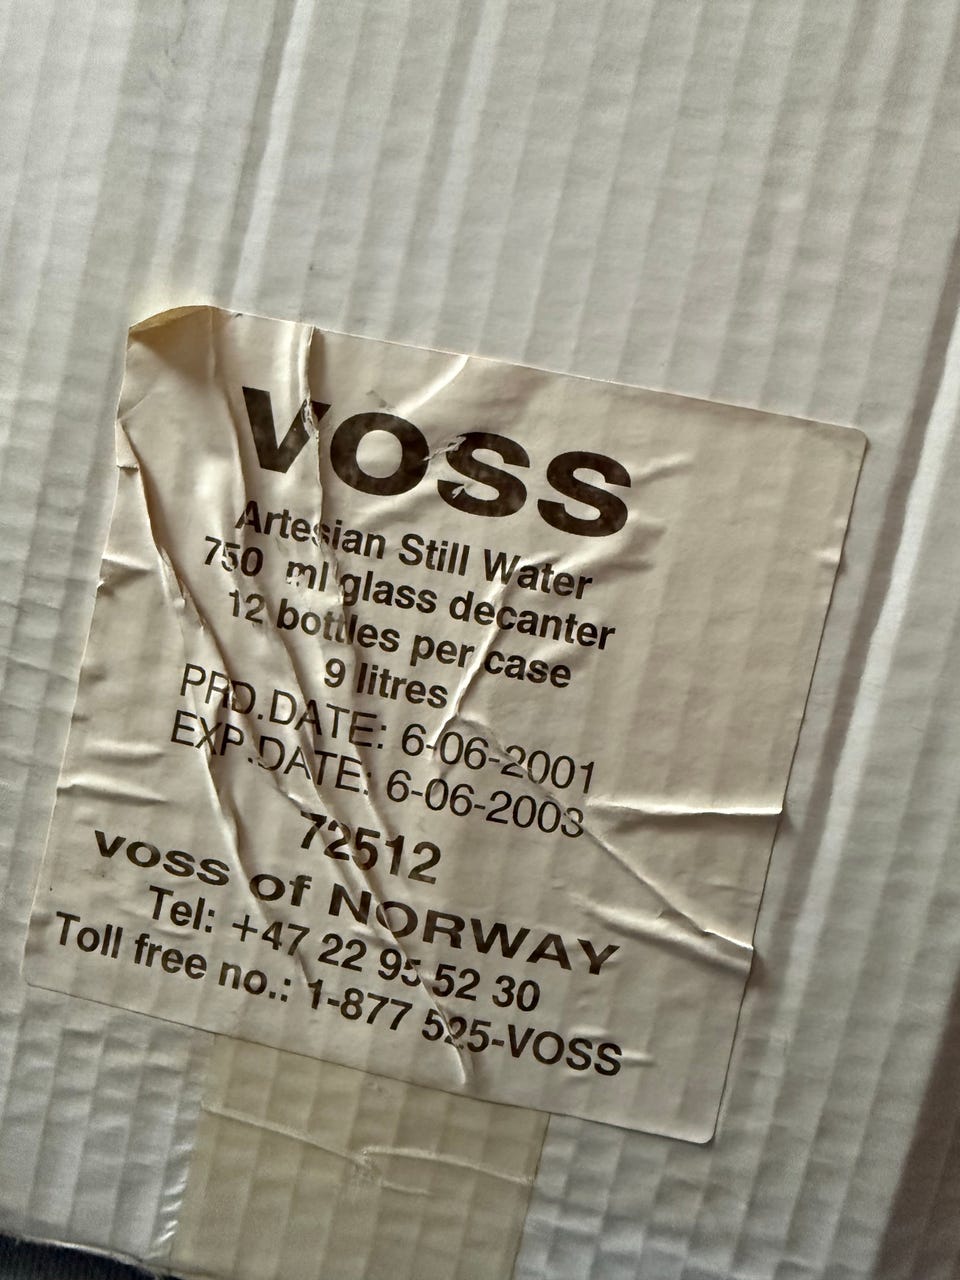 VOSS
Artesian Still Water
750 ml glass decanter
12 bottles per case
9 litres
PRD.DATE: 6-06-2001
EXP.DATE: 6-06-2003
72512
VOSS of NORWAY
Tel: +47 22 95 52 30
Toll free no.: 1-877 525-VOSS